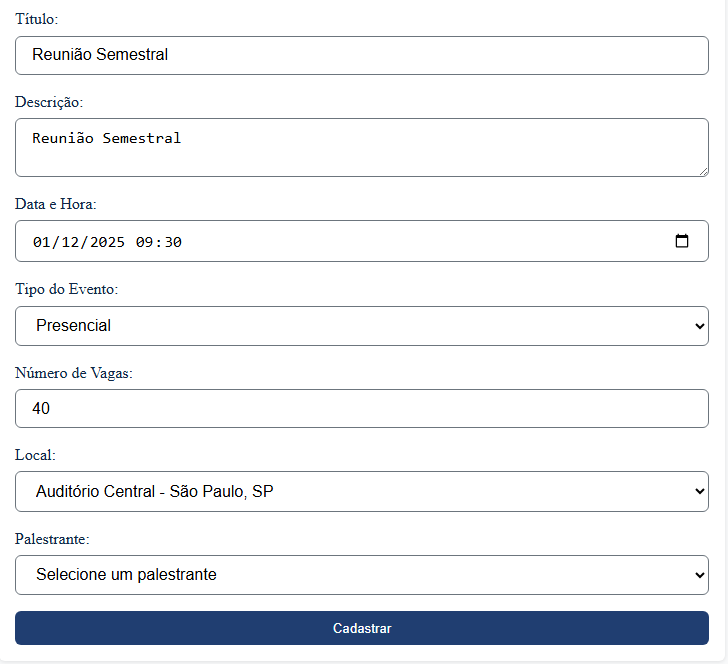 Título:
Reunião Semestral
Descrição:
Reunião Semestral
Data e Hora:
01/12/2025 09:30
Tipo do Evento:
Presencial
Número de Vagas:
40
Local:
Auditório Central - São Paulo, SP
Palestrante:
Selecione um palestrante
Cadastrar